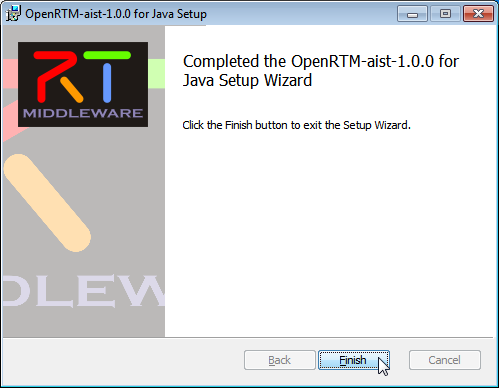 OpenRTM-aist-1.0.0 for Java Setup
RT
MIDDLEWARE
DLEW
Completed the OpenRTM-aist-1.0.0 for
Java Setup Wizard
Click the Finish button to exit the Setup Wizard.
Back
Finish
Cancel